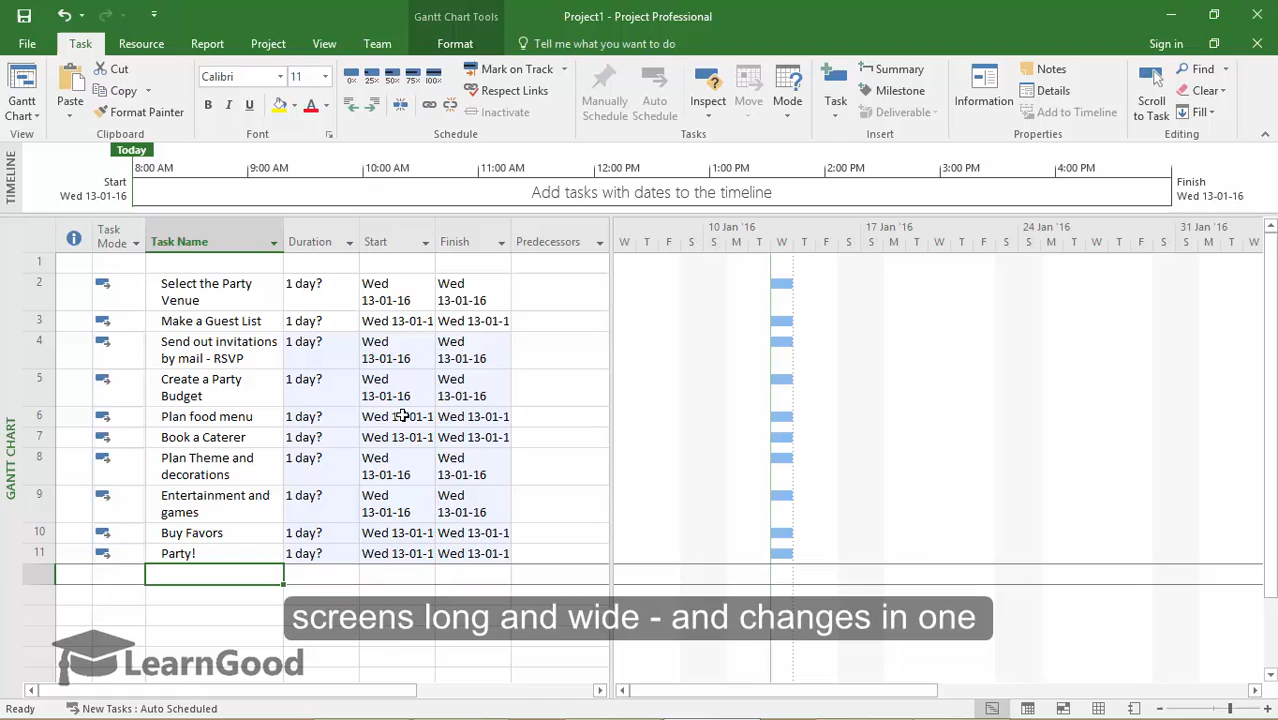 Gantt Chart Tools
Project1 - Project Professional
File Task Resource Report Project View Team Format Tell me what you want to do Sign in
Gantt Chart
View
Paste
Cut
Copy
Format Painter
Clipboard
Calibri 11
B I U A
Font
0% 25% 50% 75% 100%
Mark on Track
Respect Links
Inactivate
Schedule
Manually Schedule
Auto Schedule
Inspect
Move
Mode
Tasks
Task
Summary
Milestone
Deliverable
Insert
Information
Notes
Details
Add to Timeline
Properties
Scroll to Task
Find
Clear
Fill
Editing
TIMELINE
Today
8:00 AM 9:00 AM 10:00 AM 11:00 AM 12:00 PM 1:00 PM 2:00 PM 3:00 PM 4:00 PM
Start
Wed 13-01-16
Add tasks with dates to the timeline
Finish
Wed 13-01-16
GANTT CHART
Task Mode Task Name Duration Start Finish Predecessors
10 Jan '16 17 Jan '16 24 Jan '16 31 Jan '16
W T F S S M T W T F S S M T W T F S S M T W T F S S M T W
1
2 Select the Party Venue 1 day? Wed 13-01-16 Wed 13-01-16
3 Make a Guest List 1 day? Wed 13-01-1 Wed 13-01-1
4 Send out invitations by mail - RSVP 1 day? Wed 13-01-16 Wed 13-01-16
5 Create a Party Budget 1 day? Wed 13-01-16 Wed 13-01-16
6 Plan food menu 1 day? Wed 13-01-1 Wed 13-01-1
7 Book a Caterer 1 day? Wed 13-01-1 Wed 13-01-1
8 Plan Theme and decorations 1 day? Wed 13-01-16 Wed 13-01-16
9 Entertainment and games 1 day? Wed 13-01-16 Wed 13-01-16
10 Buy Favors 1 day? Wed 13-01-1 Wed 13-01-1
11 Party! 1 day? Wed 13-01-1 Wed 13-01-1
screens long and wide - and changes in one
LearnGood
Ready New Tasks : Auto Scheduled